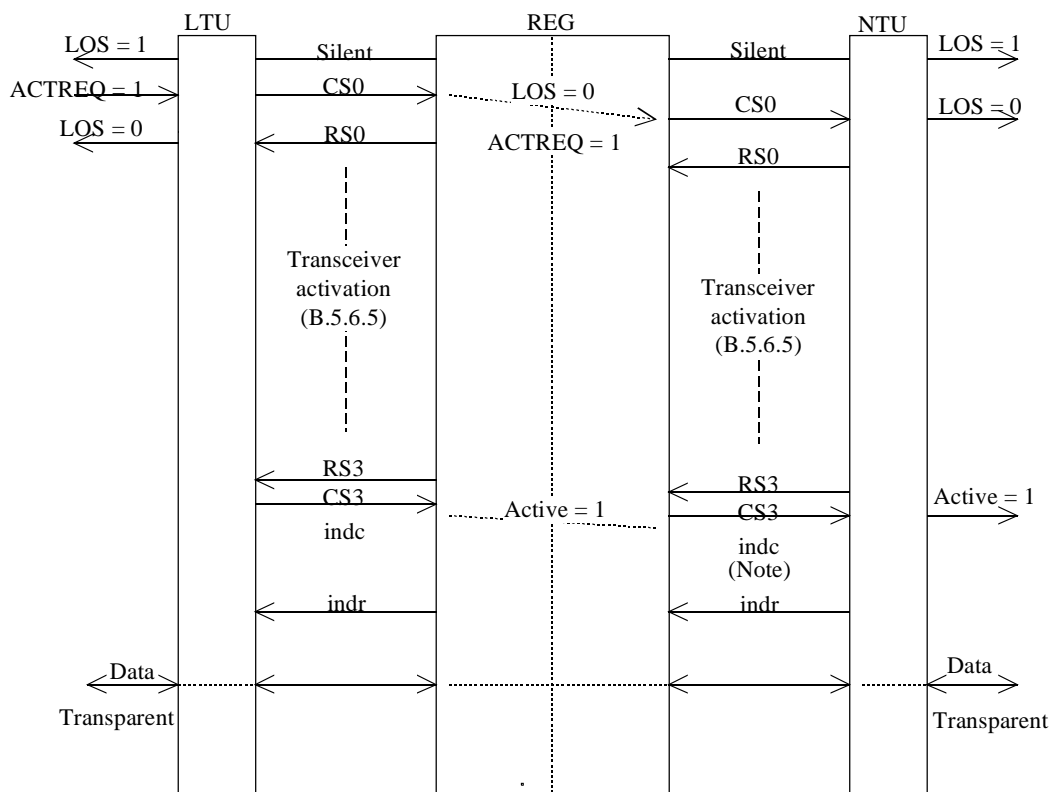 LTU
REG
NTU
LOS = 1
Silent
Silent
LOS = 1
ACTREQ = 1
CS0
LOS = 0
CS0
LOS = 0
LOS = 0
RS0
ACTREQ = 1
RS0
Transceiver
activation
(B.5.6.5)
Transceiver
activation
(B.5.6.5)
RS3
RS3
CS3
Active = 1
CS3
Active = 1
indc
indc
(Note)
indr
indr
Data
Data
Transparent
Transparent